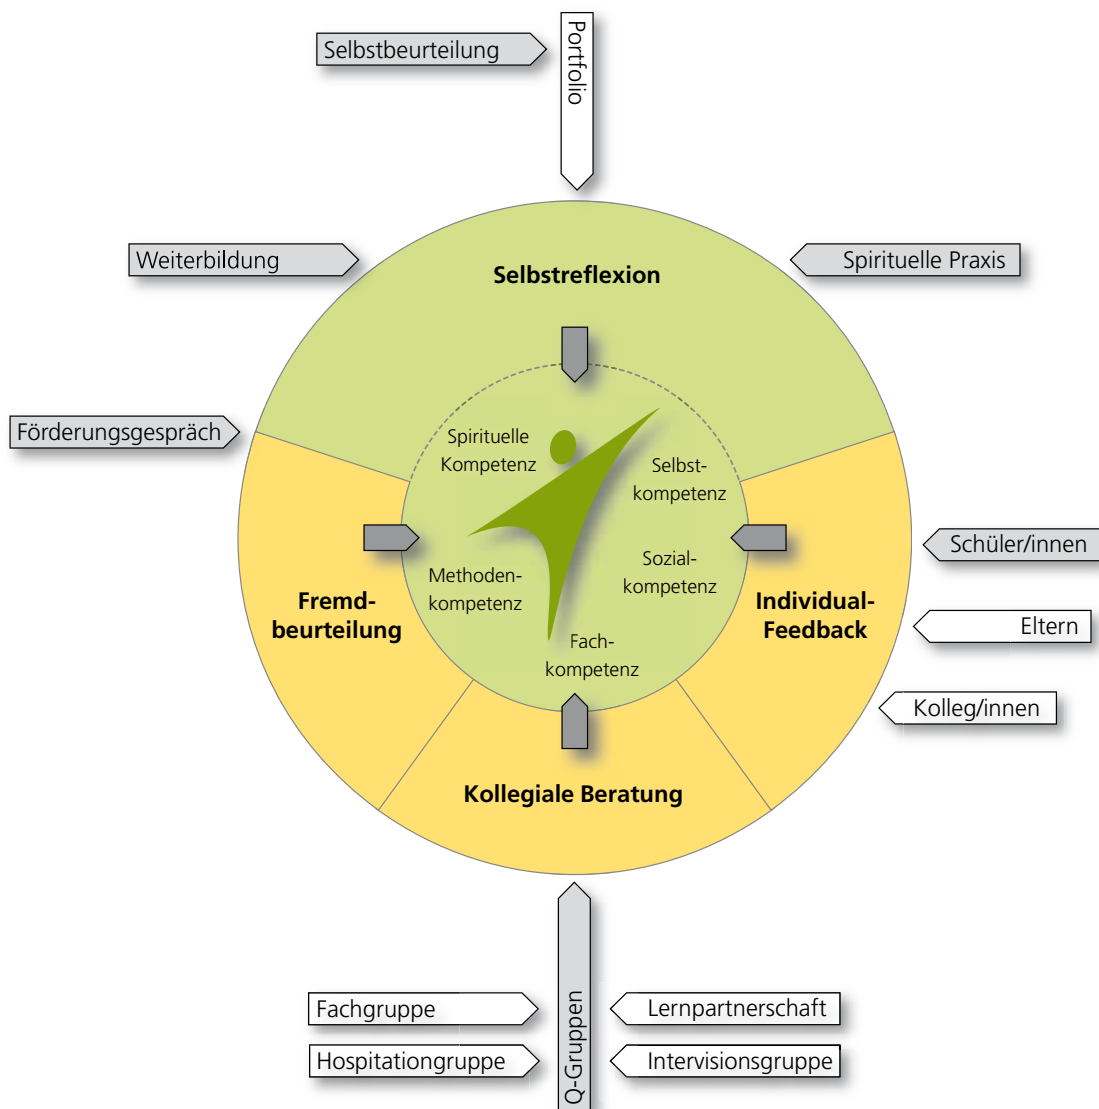 Selbstbeurteilung
Portfolio
Weiterbildung
Spirituelle Praxis
Selbstreflexion
Förderungsgespräch
Spirituelle
Kompetenz
Selbst-
kompetenz
Methoden-
kompetenz
Sozial-
kompetenz
Fach-
kompetenz
Fremd-
beurteilung
Individual-
Feedback
Schüler/innen
Eltern
Kolleg/innen
Kollegiale Beratung
Q-Gruppen
Fachgruppe
Lernpartnerschaft
Hospitationgruppe
Intervisionsgruppe